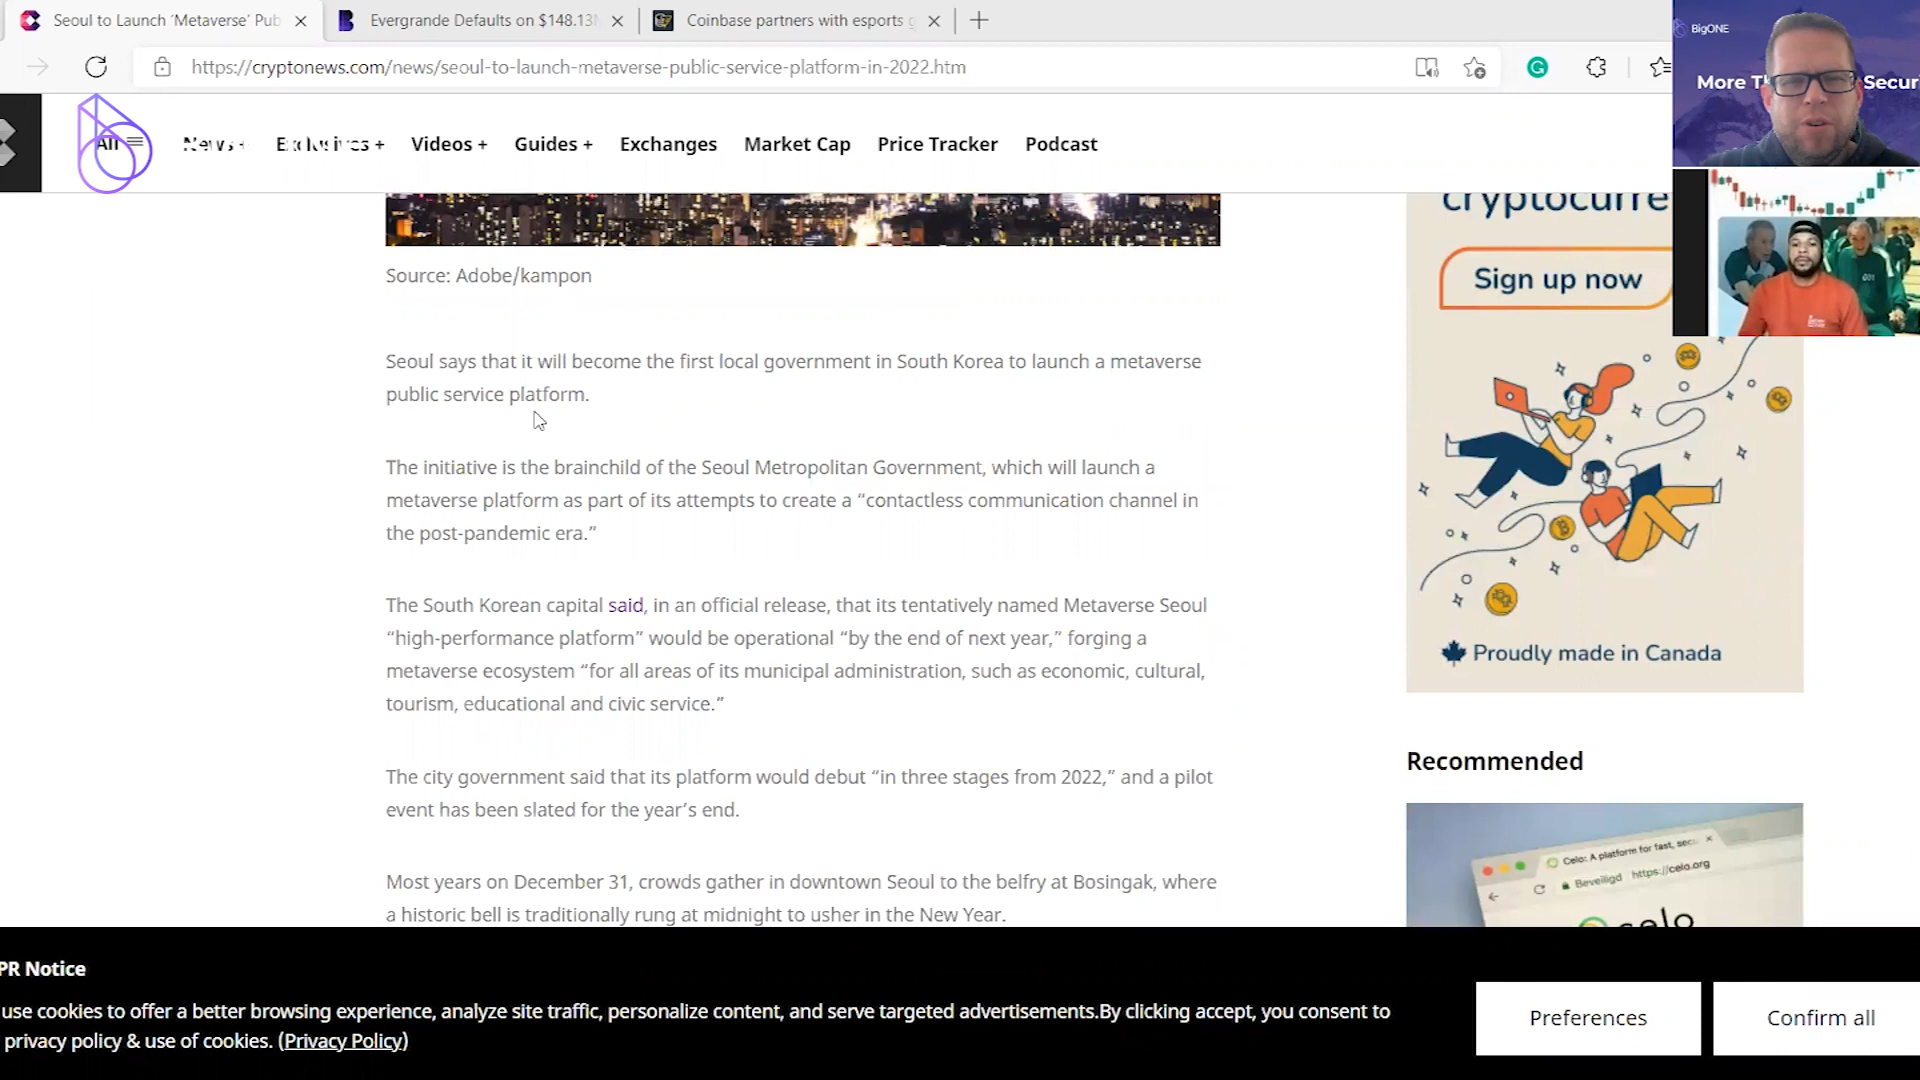 Seoul to Launch ‘Metaverse’ Pub
Evergrande Defaults on $148.13
Coinbase partners with esports g
https://cryptonews.com/news/seoul-to-launch-metaverse-public-service-platform-in-2022.htm
BigONE
More Th
Secur
All
News +
Exclusives +
Videos +
Guides +
Exchanges
Market Cap
Price Tracker
Podcast
cryptocurre
Sign up now
001
Source: Adobe/kampon
Seoul says that it will become the first local government in South Korea to launch a metaverse
public service platform.
The initiative is the brainchild of the Seoul Metropolitan Government, which will launch a
metaverse platform as part of its attempts to create a “contactless communication channel in
the post-pandemic era.”
The South Korean capital said, in an official release, that its tentatively named Metaverse Seoul
“high-performance platform” would be operational “by the end of next year,” forging a
metaverse ecosystem “for all areas of its municipal administration, such as economic, cultural,
tourism, educational and civic service.”
The city government said that its platform would debut “in three stages from 2022,” and a pilot
event has been slated for the year’s end.
Most years on December 31, crowds gather in downtown Seoul to the belfry at Bosingak, where
a historic bell is traditionally rung at midnight to usher in the New Year.
Proudly made in Canada
Recommended
Celo: A platform for fast, secu
Beveiligd
https://celo.org
celo
PR Notice
use cookies to offer a better browsing experience, analyze site traffic, personalize content, and serve targeted advertisements.By clicking accept, you consent to
privacy policy & use of cookies. (Privacy Policy)
Preferences
Confirm all